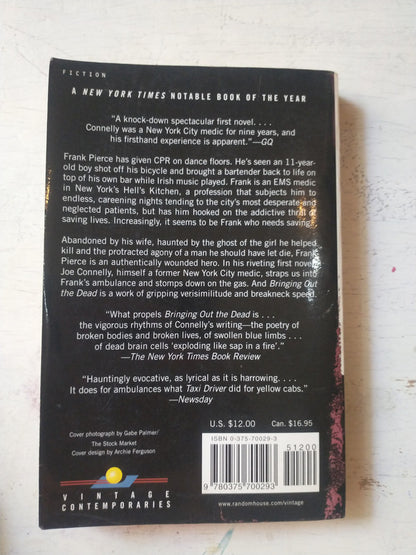 FICTION
A NEW YORK TIMES NOTABLE BOOK OF THE YEAR
"A knock-down spectacular first novel. . . .
Connelly was a New York City medic for nine years, and
his firsthand experience is apparent."—GQ
Frank Pierce has given CPR on dance floors. He's seen an 11-year-
old boy shot off his bicycle and brought a bartender back to life on
top of his own bar while Irish music played. Frank is an EMS medic
in New York's Hell's Kitchen, a profession that subjects him to
endless, careening nights tending to the city's most desperate and
neglected patients, but has him hooked on the addictive thrill of
saving lives. Increasingly, it seems to be Frank who needs saving.
Abandoned by his wife, haunted by the ghost of the girl he helped
kill and the protracted agony of a man he should have let die, Frank
Pierce is an authentically wounded hero. In his riveting first novel
Joe Connelly, himself a former New York City medic, straps us into
Frank's ambulance and stomps down on the gas. And Bringing Out
the Dead is a work of gripping verisimilitude and breakneck speed.
"What propels Bringing Out the Dead is . . .
the vigorous rhythms of Connelly's writing—the poetry of
broken bodies and broken lives, of swollen blue limbs . . .
of dead brain cells 'exploding like sap in a fire'."
—The New York Times Book Review
"Hauntingly evocative, as lyrical as it is harrowing. . . .
It does for ambulances what Taxi Driver did for yellow cabs."
—Newsday
U.S. $12.00 Can. $16.95
Cover photograph by Gabe Palmer/
The Stock Market
Cover design by Archie Ferguson
ISBN 0-375-70029-3
51200
9 780375 700293
VINTAGE
CONTEMPORARIES
www.randomhouse.com/vintage